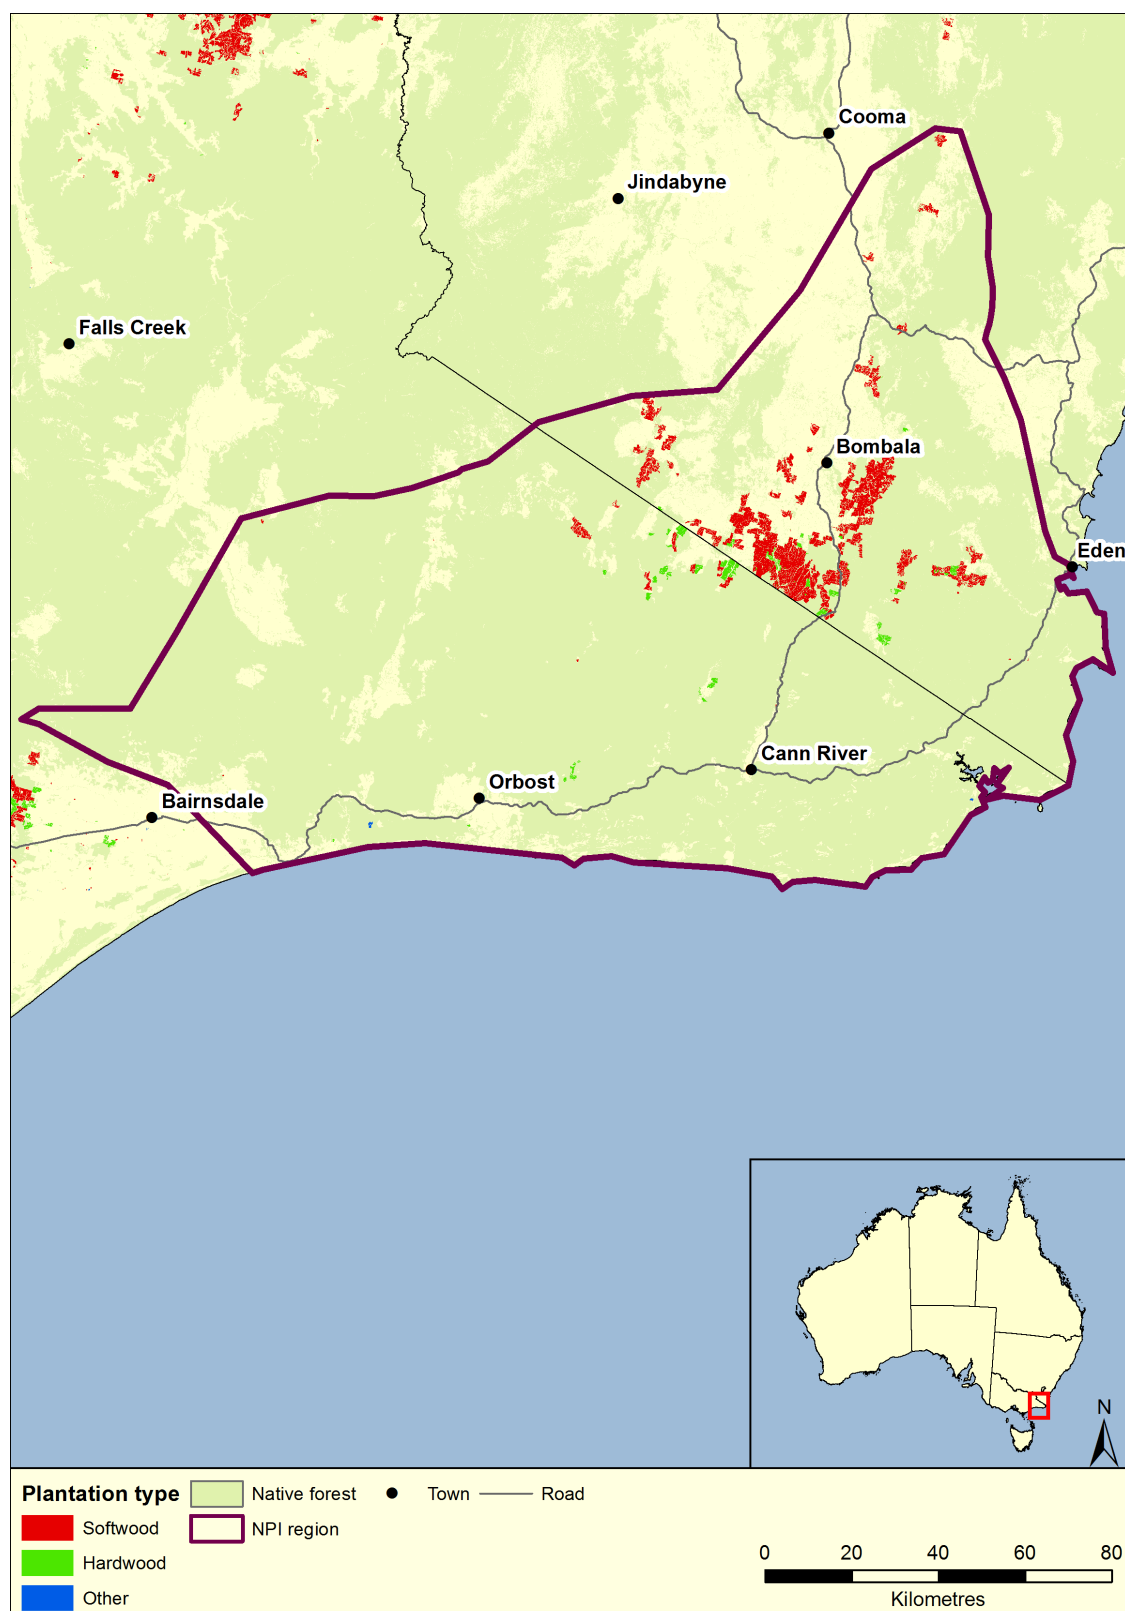 Cooma
Jindabyne
Falls Creek
Bombala
Eden
Cann River
Orbost
Bairnsdale
N
Plantation type
Native forest
Town
Road
Softwood
NPI region
Hardwood
Other
0 20 40 60 80
Kilometres